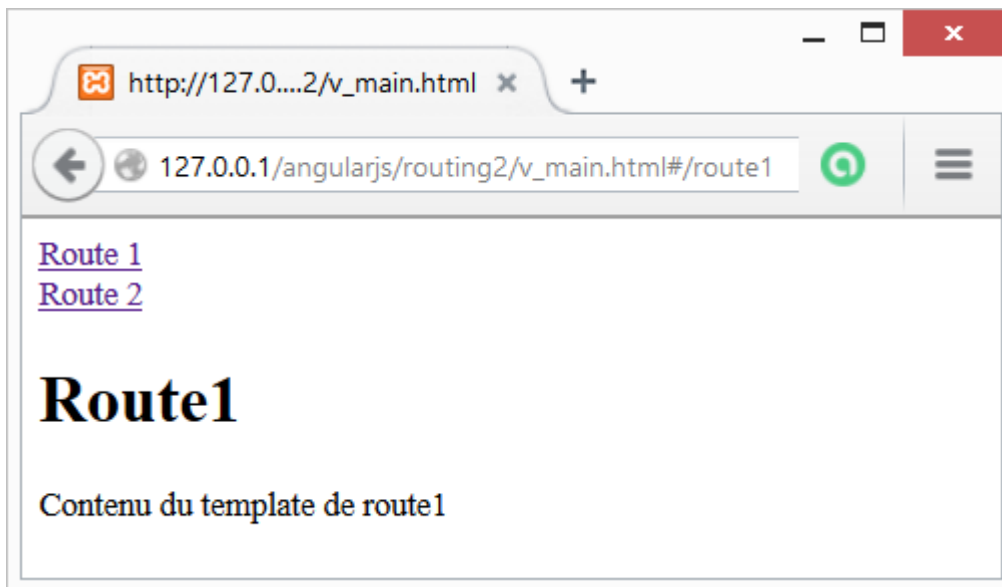 http://127.0....2/v_main.html
127.0.0.1/angularjs/routing2/v_main.html#/route1
Route 1
Route 2
Route1
Contenu du template de route1